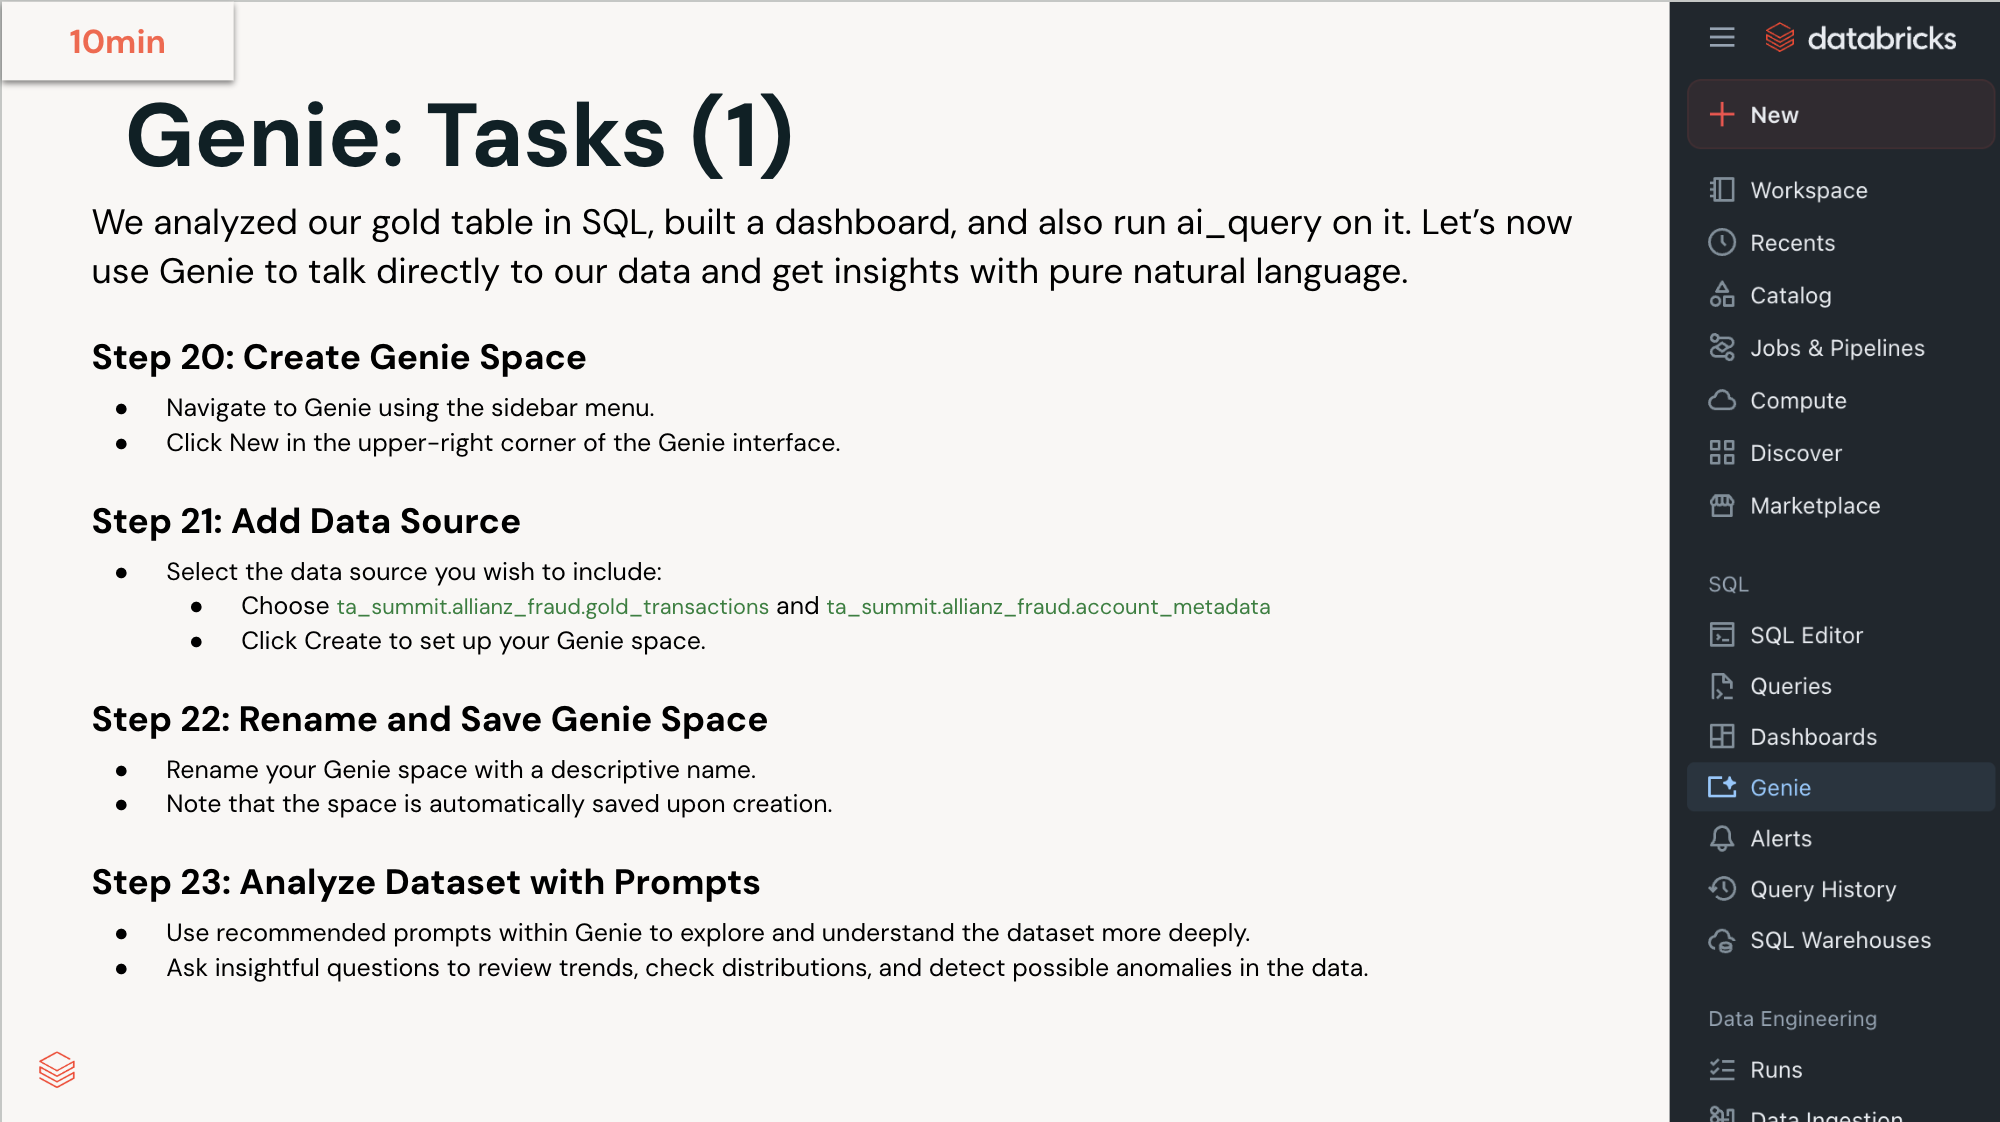 10min
Genie: Tasks (1)
We analyzed our gold table in SQL, built a dashboard, and also run ai_query on it. Let’s now
use Genie to talk directly to our data and get insights with pure natural language.
Step 20: Create Genie Space
● Navigate to Genie using the sidebar menu.
● Click New in the upper-right corner of the Genie interface.
Step 21: Add Data Source
● Select the data source you wish to include:
● Choose ta_summit.allianz_fraud.gold_transactions and ta_summit.allianz_fraud.account_metadata
● Click Create to set up your Genie space.
Step 22: Rename and Save Genie Space
● Rename your Genie space with a descriptive name.
● Note that the space is automatically saved upon creation.
Step 23: Analyze Dataset with Prompts
● Use recommended prompts within Genie to explore and understand the dataset more deeply.
● Ask insightful questions to review trends, check distributions, and detect possible anomalies in the data.
databricks
New
Workspace
Recents
Catalog
Jobs & Pipelines
Compute
Discover
Marketplace
SQL
SQL Editor
Queries
Dashboards
Genie
Alerts
Query History
SQL Warehouses
Data Engineering
Runs
Data Ingestion